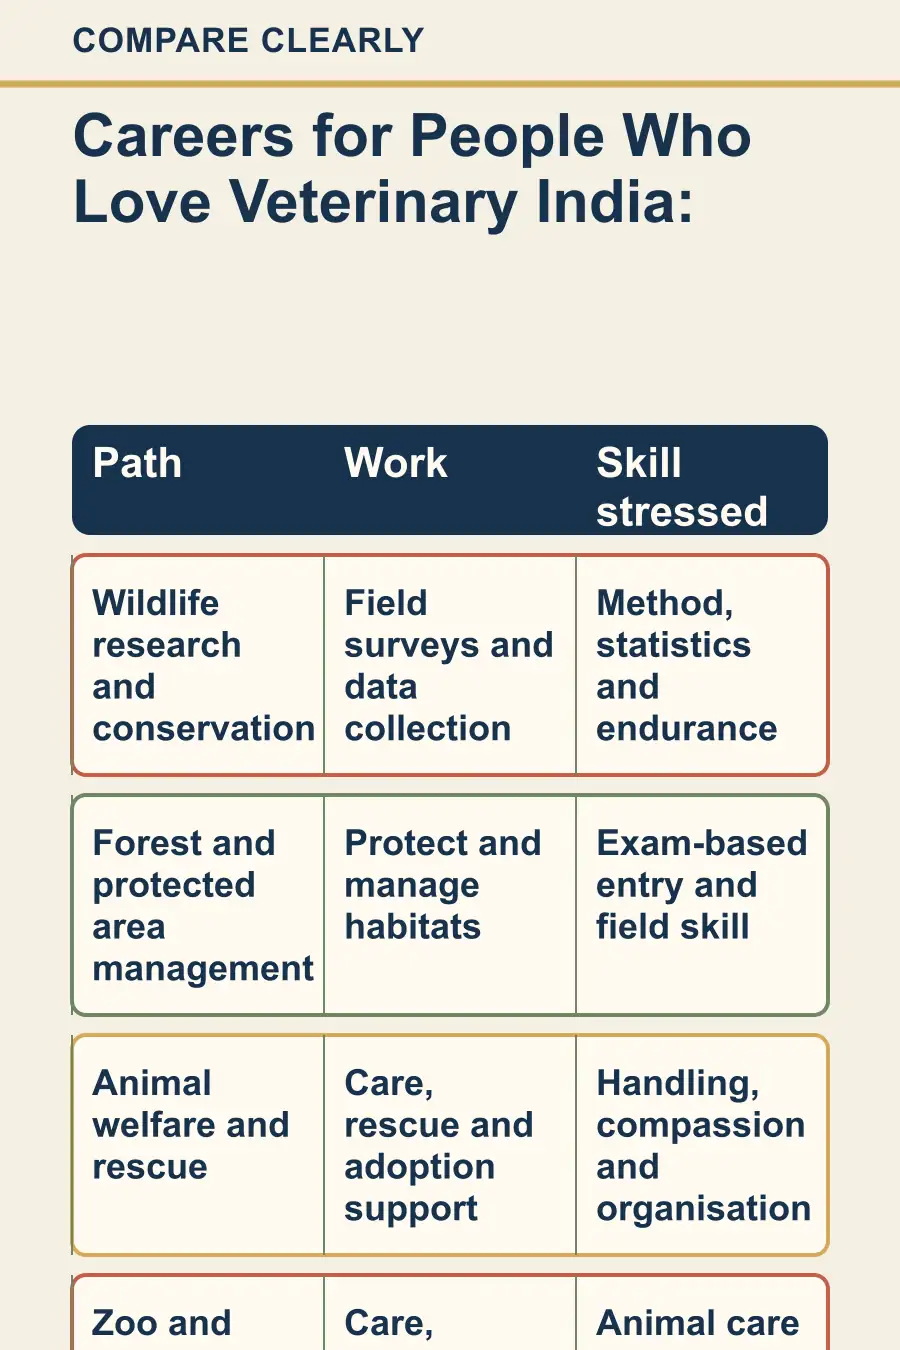 COMPARE CLEARLY
Careers for People Who
Love Veterinary India:
Path
Work
Skill
stressed
Wildlife
research
and
conservation
Field
surveys and
data
collection
Method,
statistics
and
endurance
Forest and
protected
area
management
Protect and
manage
habitats
Exam-based
entry and
field skill
Animal
welfare and
rescue
Care,
rescue and
adoption
support
Handling,
compassion
and
organisation
Zoo and
Care,
Animal care